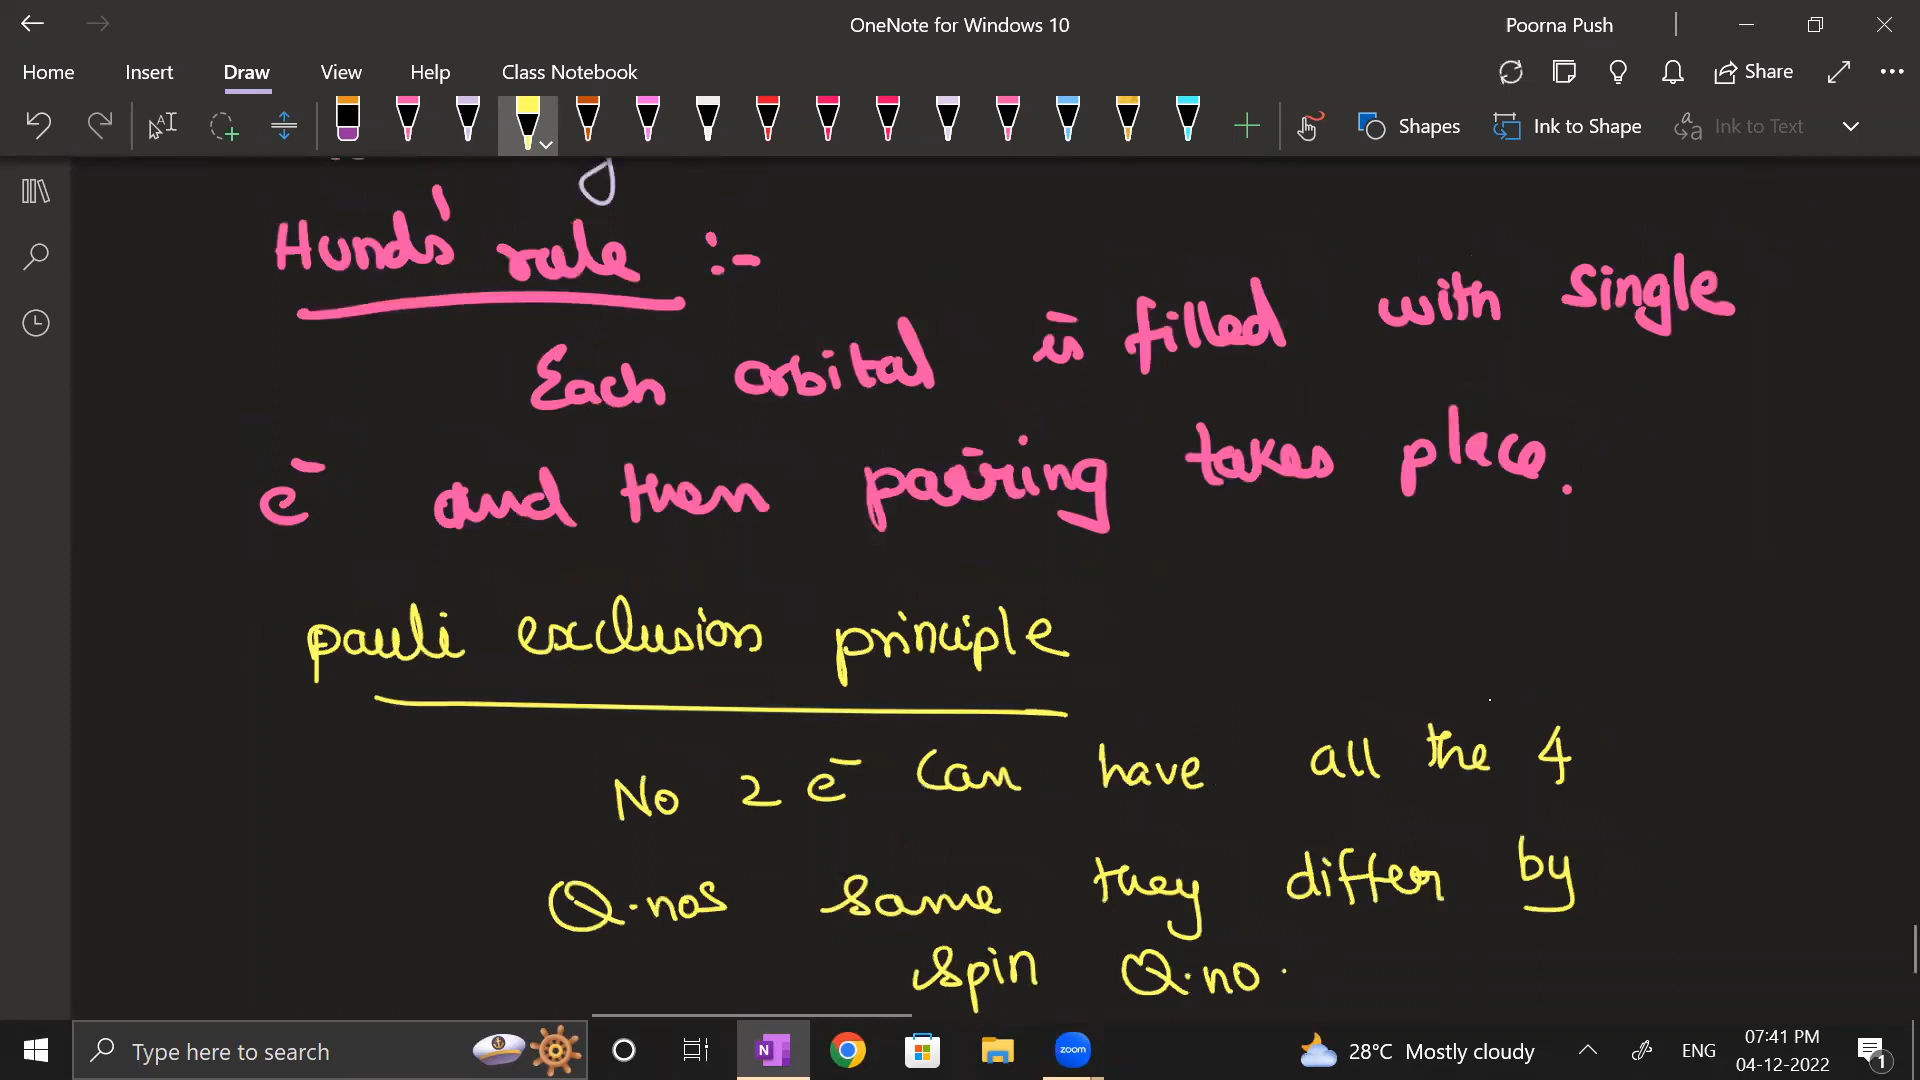 OneNote for Windows 10
Poorna Push
Home Insert Draw View Help Class Notebook
Share
Shapes Ink to Shape Ink to Text
Hunds' rule :-
Each orbital is filled with single
e⁻ and then pairing takes place.
pauli exclusion principle
No 2 e⁻ Can have all the 4
Q.nos same they differ by
spin Q.no.
Type here to search
N
zoom
28°C Mostly cloudy
ENG
07:41 PM
04-12-2022
1